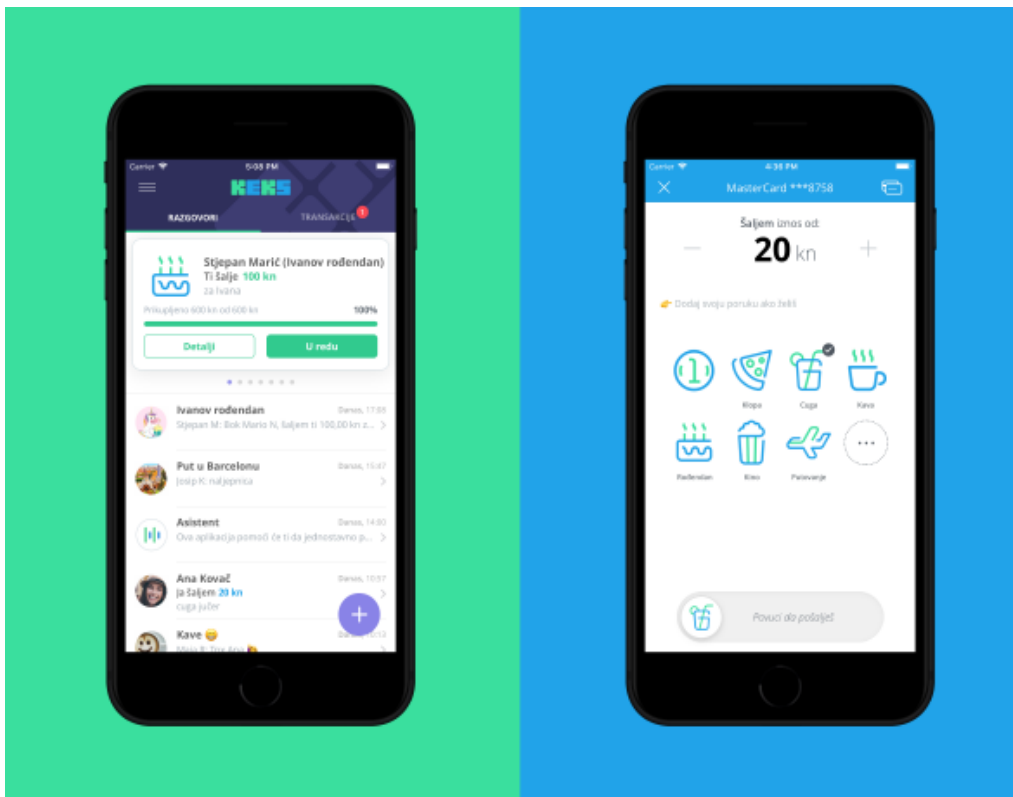 Carrier
5:08 PM
KEKS
RAZGOVORI
TRANSAKCIJE 1
Stjepan Marić (Ivanov rođendan)
Ti šalje 100 kn
za Ivana
Prikupljeno 600 kn od 600 kn
100%
Detalji
U redu
Ivanov rođendan
Danas,
Stjepan M: Bok Mario N, šaljem ti 100,00 kn z...
Put u Barcelonu
Danas, 15:47
Josip K: naljepnica
Asistent
Danas, 14:00
Ova aplikacija pomoći će ti da jednostavno p...
Ana Kovač
Danas, 10:57
Ja šaljem 20 kn
cuga jučer
+
Kave 😄
Carrier
4:36 PM
MasterCard ***8758
Šaljem iznos od:
20 kn
👉 Dodaj svoju poruku ako želiš
1
Klopa
Cuga
Kava
Rođendan
Kino
Putovanje
...
Povuci da pošalješ